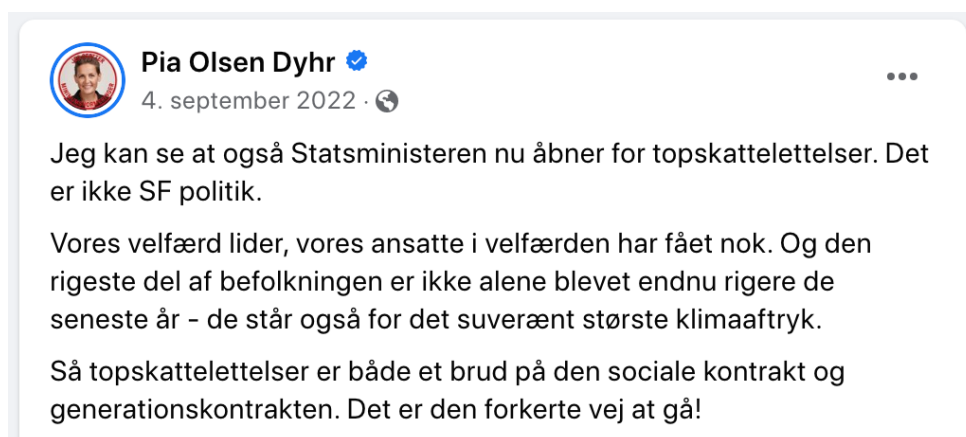 Pia Olsen Dyhr
4. september 2022 ·
Jeg kan se at også Statsministeren nu åbner for topskattelettelser. Det
er ikke SF politik.
Vores velfærd lider, vores ansatte i velfærden har fået nok. Og den
rigeste del af befolkningen er ikke alene blevet endnu rigere de
seneste år – de står også for det suverænt største klimaaftryk.
Så topskattelettelser er både et brud på den sociale kontrakt og
generationskontrakten. Det er den forkerte vej at gå!